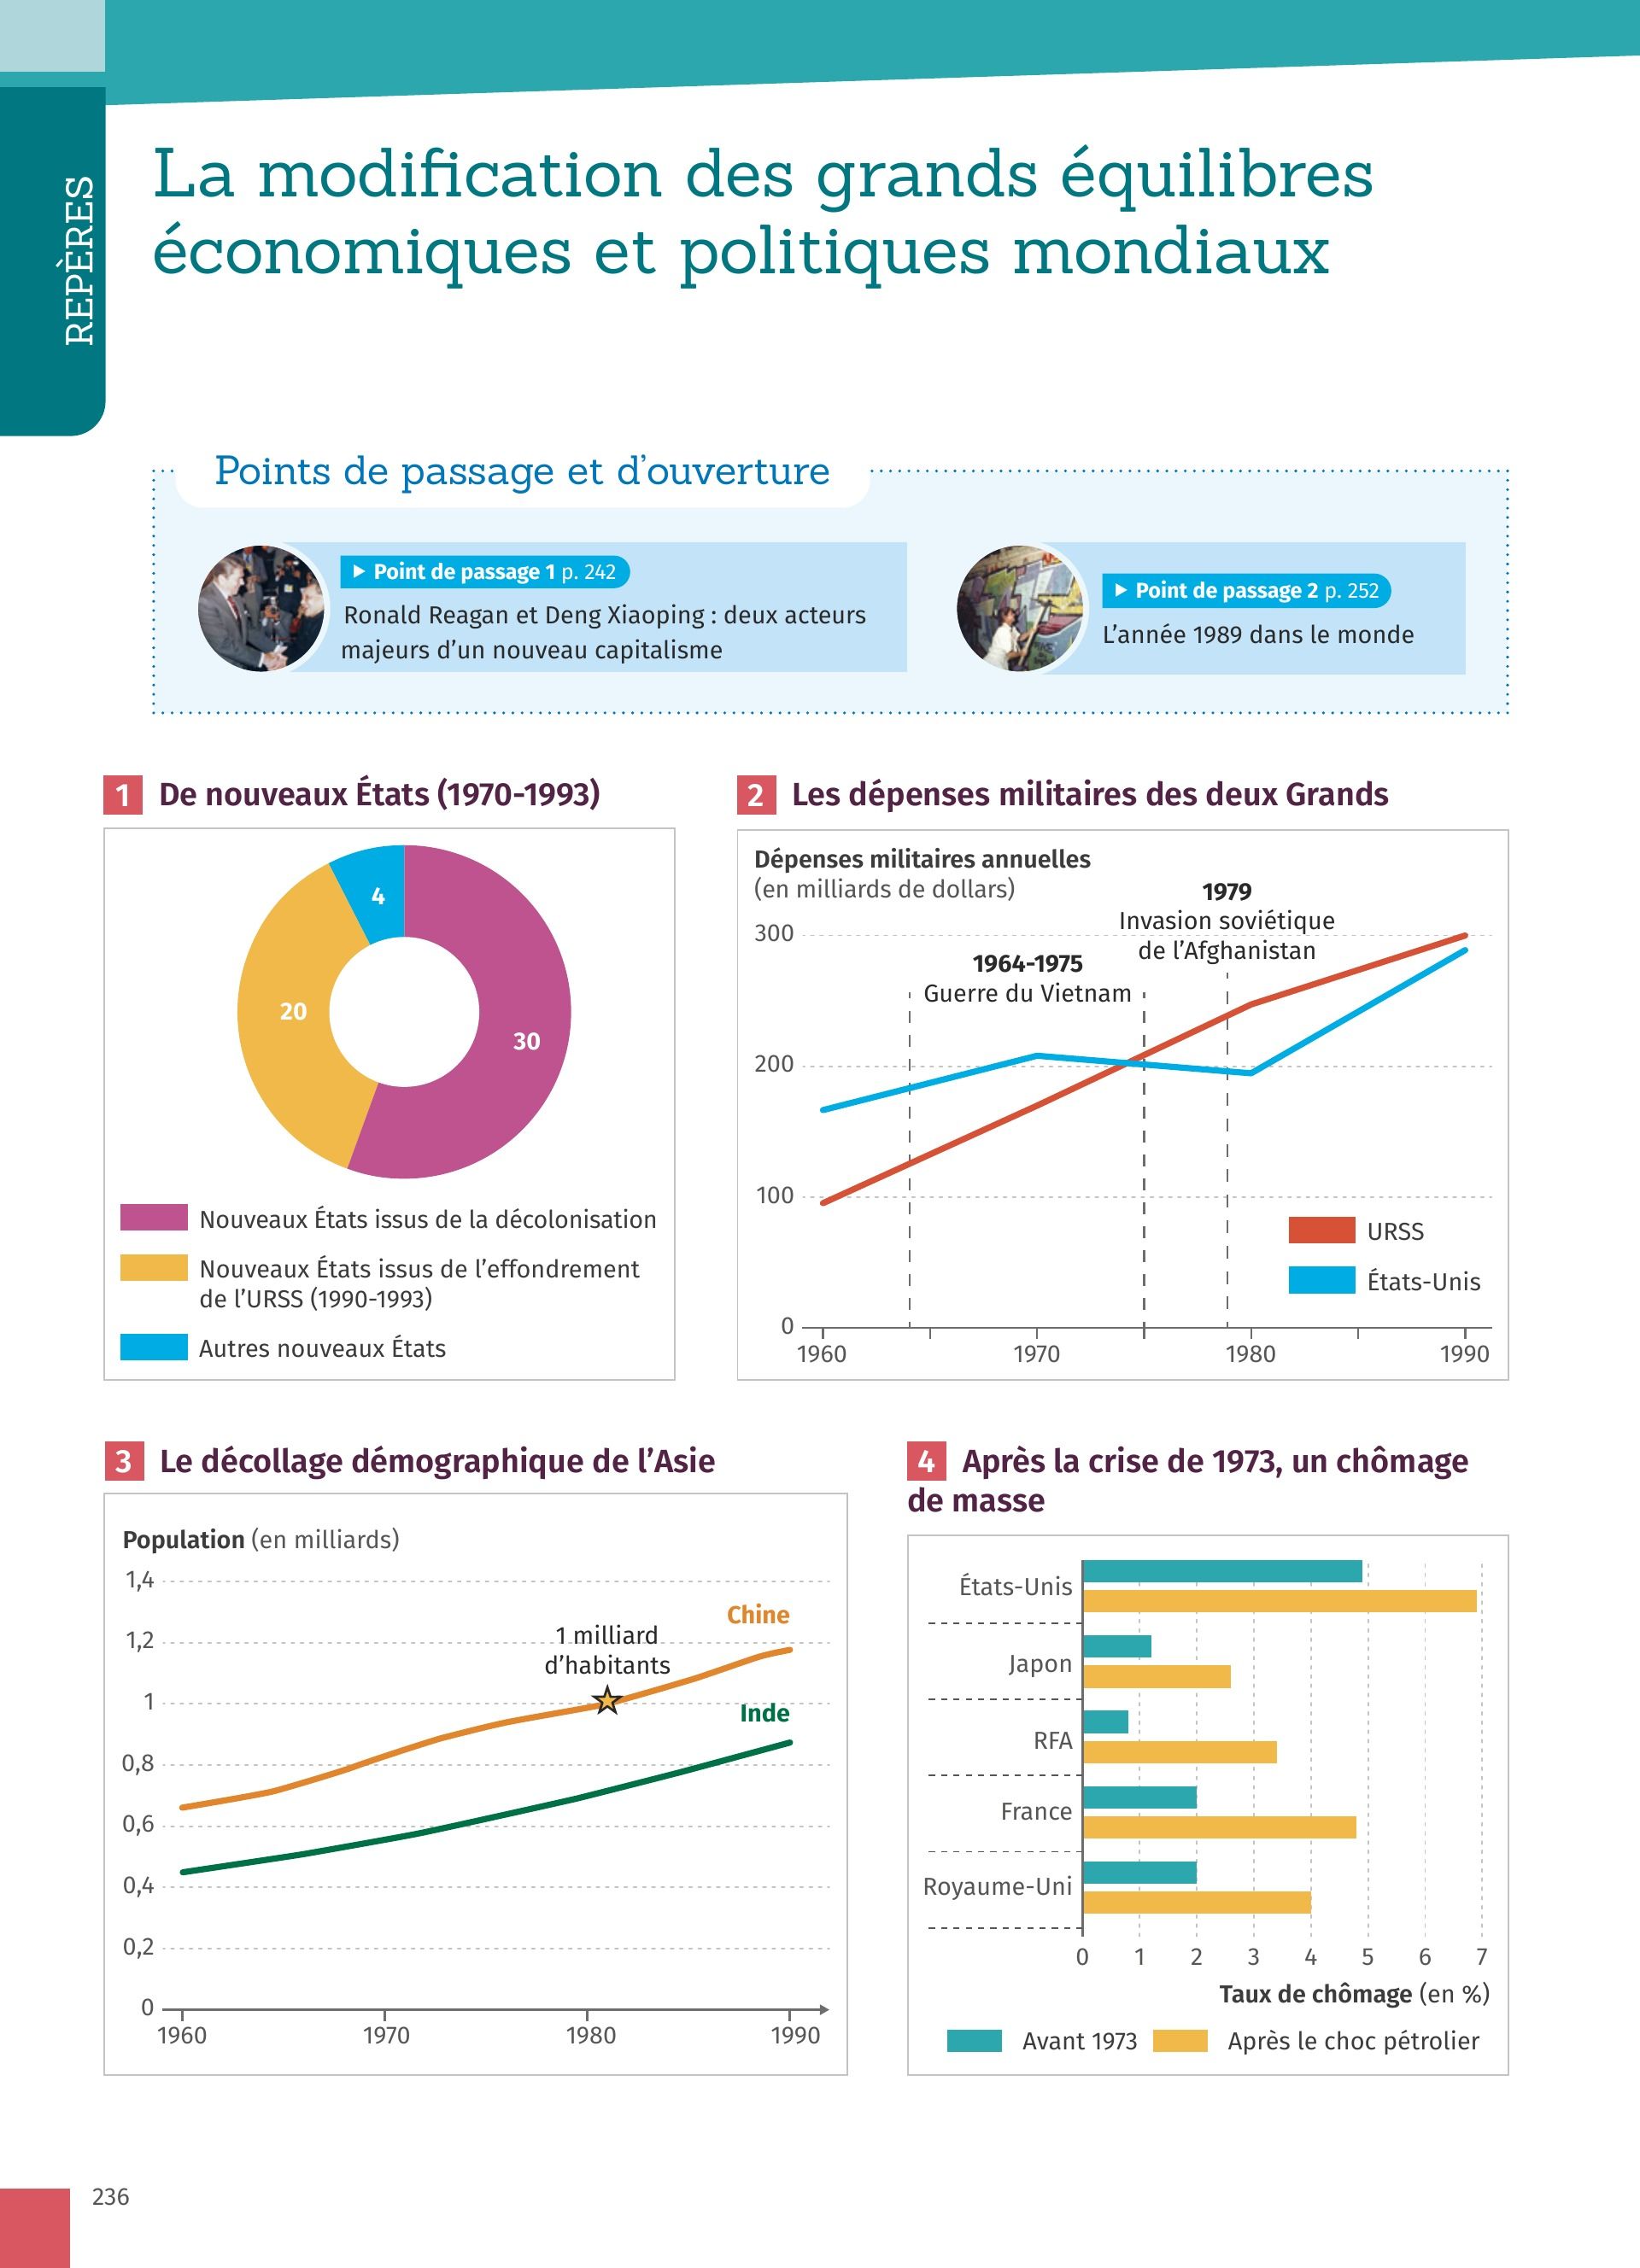 REPÈRES
La modification des grands équilibres
économiques et politiques mondiaux
Points de passage et d’ouverture
▶ Point de passage 1 p. 242
Ronald Reagan et Deng Xiaoping : deux acteurs
majeurs d’un nouveau capitalisme
▶ Point de passage 2 p. 252
L’année 1989 dans le monde
1 De nouveaux États (1970-1993)
4
20
30
Nouveaux États issus de la décolonisation
Nouveaux États issus de l’effondrement
de l’URSS (1990-1993)
Autres nouveaux États
2 Les dépenses militaires des deux Grands
Dépenses militaires annuelles
(en milliards de dollars)
1979
Invasion soviétique
de l’Afghanistan
1964-1975
Guerre du Vietnam
300
200
100
0
URSS
États-Unis
1960 1970 1980 1990
3 Le décollage démographique de l’Asie
Population (en milliards)
1,4
1,2
1
0,8
0,6
0,4
0,2
0
Chine
1 milliard
d’habitants
Inde
1960 1970 1980 1990
4 Après la crise de 1973, un chômage
de masse
États-Unis
Japon
RFA
France
Royaume-Uni
0 1 2 3 4 5 6 7
Taux de chômage (en %)
Avant 1973 Après le choc pétrolier
236